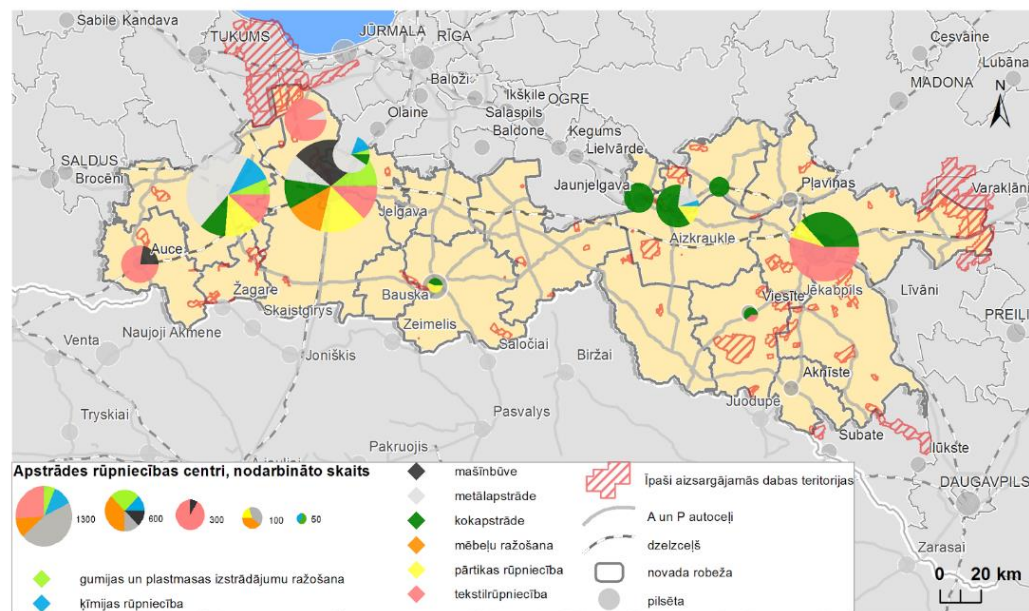 Sabile Kandava
TUKUMS
JŪRMALA
RĪGA
Cesvaine
Lubāna
MADONA
Baloži
Ikšķile
OGRE
Olaine
Salaspils
Baldone
Ķegums
Lielvārde
N
SALDUS
Brocēni
Jaunjelgava
Pļaviņas
Varakļāni
Jelgava
Aizkraukle
Auce
Žagare
Bauska
Viesīte
Jēkabpils
Līvāni
Skaistgirys
Naujoji Akmene
Zeimelis
PREIĻI
Venta
Joniškis
Saločiai
Biržai
Aknīste
Juodupe
Tryskiai
Pasvalys
Subate
Ilūkste
Pakruojis
DAUGAVPILS
Zarasai
0 20 km
Apstrādes rūpniecības centri, nodarbināto skaits
1300
600
300
100
50
gumijas un plastmasas izstrādājumu ražošana
ķīmijas rūpniecība
mašīnbūve
metālapstrāde
kokapstrāde
mēbeļu ražošana
pārtikas rūpniecība
tekstilrūpniecība
Īpaši aizsargājamās dabas teritorijas
A un P autoceļi
dzelzceļš
novada robeža
pilsēta